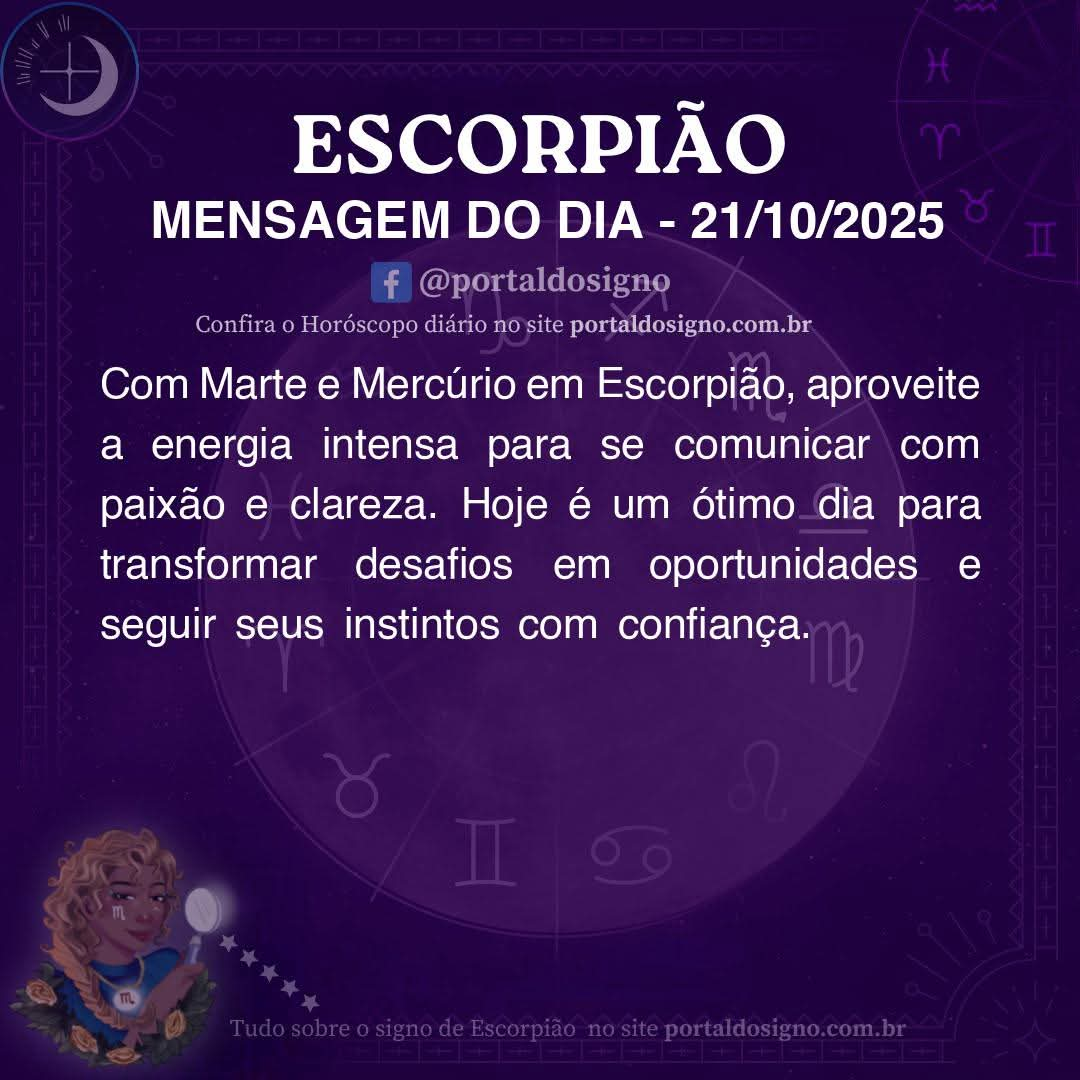 ESCORPIÃO
MENSAGEM DO DIA - 21/10/2025
@portaldosigno
Confira o Horóscopo diário no site portaldosigno.com.br
Com Marte e Mercúrio em Escorpião, aproveite
a energia intensa para se comunicar com
paixão e clareza. Hoje é um ótimo dia para
transformar desafios em oportunidades e
seguir seus instintos com confiança.
Tudo sobre o signo de Escorpião no site portaldosigno.com.br